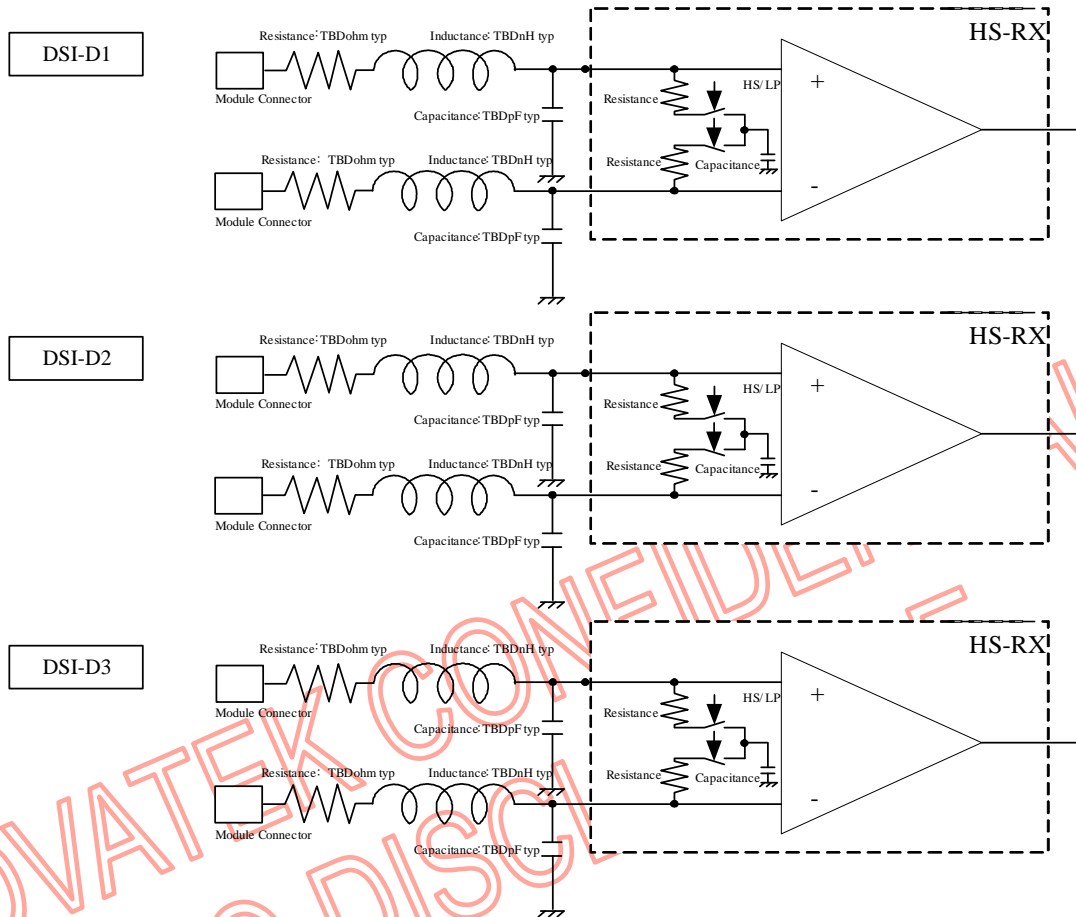 DSI-D1
Resistance: TBDohm typ
Inductance: TBDnH typ
HS-RX
Module Connector
Capacitance: TBDpF typ
Resistance
HS/LP
+
Resistance: TBDohm typ
Inductance: TBDnH typ
Resistance
Capacitance
-
Module Connector
Capacitance: TBDpF typ
DSI-D2
Resistance: TBDohm typ
Inductance: TBDnH typ
HS-RX
Module Connector
Capacitance: TBDpF typ
Resistance
HS/LP
+
Resistance: TBDohm typ
Inductance: TBDnH typ
Resistance
Capacitance
-
Module Connector
Capacitance: TBDpF typ
DSI-D3
Resistance: TBDohm typ
Inductance: TBDnH typ
HS-RX
Module Connector
Capacitance: TBDpF typ
Resistance
HS/LP
+
Resistance: TBDohm typ
Inductance: TBDnH typ
Resistance
Capacitance
-
Module Connector
Capacitance: TBDpF typ